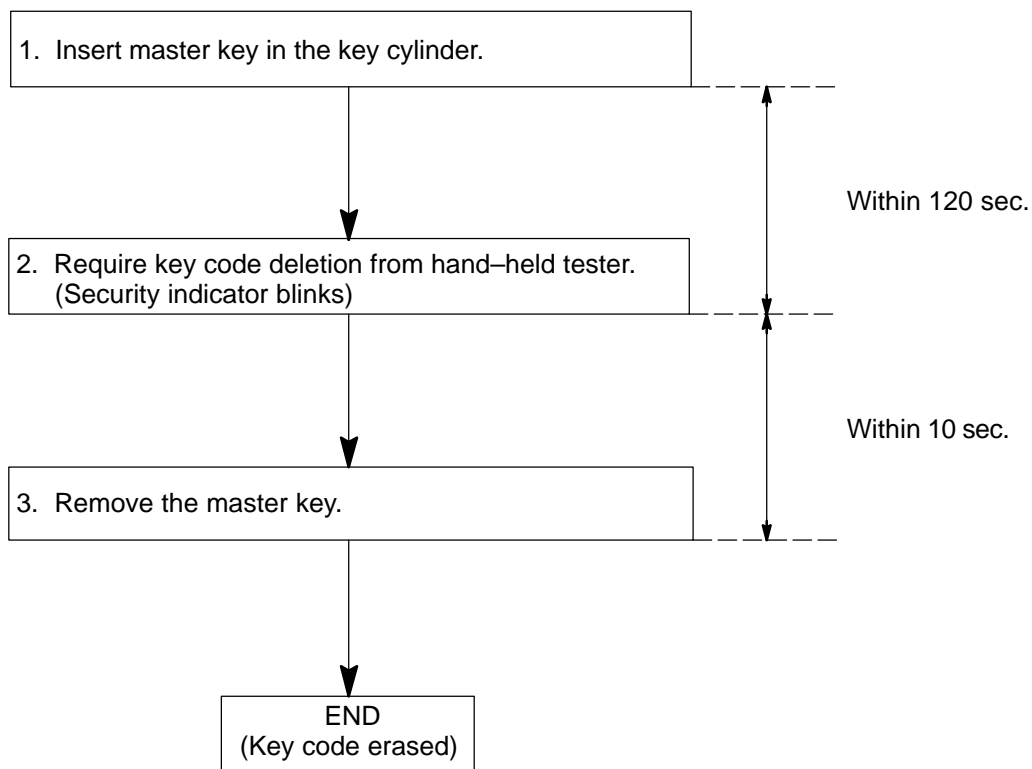 1. Insert master key in the key cylinder.
Within 120 sec.
2. Require key code deletion from hand–held tester.
(Security indicator blinks)
Within 10 sec.
3. Remove the master key.
END
(Key code erased)